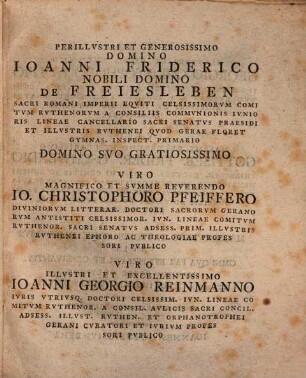 PERILLVSTRI ET GENEROSISSIMO
DOMINO
IOANNI FRIDERICO
NOBILI DOMINO
DE FREIESLEBEN
SACRI ROMANI IMPERII EQVITI CELSISSIMORVM COMI
TVM RVTHENORVM A CONSILIIS COMMVNIONIS IVNIO
RIS LINEAE CANCELLARIO SACRI SENATVS PRAESIDI
ET ILLVSTRIS RVTHENEI QVOD GERAE FLORET
GYMNAS. INSPECT. PRIMARIO
DOMINO SVO GRATIOSISSIMO
VIRO
MAGNIFICO ET SVMME REVERENDO
IO. CHRISTOPHORO PFEIFFERO
DIVINIORVM LITTERAR. DOCTORI SACRORVM GERANO
RVM ANTISTITI CELSISSIMOR. IVN. LINEAE COMITVM
RVTHENOR. SACRI SENATVS ADSESS. PRIM. ILLVSTRIS
RVTHENEI EPHORO AC THEOLOGIAE PROFES
SORI PVBLICO
VIRO
ILLVSTRI ET EXCELLENTISSIMO
IOANNI GEORGIO REINMANNO
IVRIS VTRIVSQ. DOCTORI CELSISSIM. IVN. LINEAE CO
MITVM RVTHENOR. A CONSIL. AVLICIS SACRI CONCIL.
ADSESS. ILLVST. RVTHEN. ET ORPHANOTROPHEI
GERANI CVRATORI ET IVRIVM PROFES
SORI PVBLICO